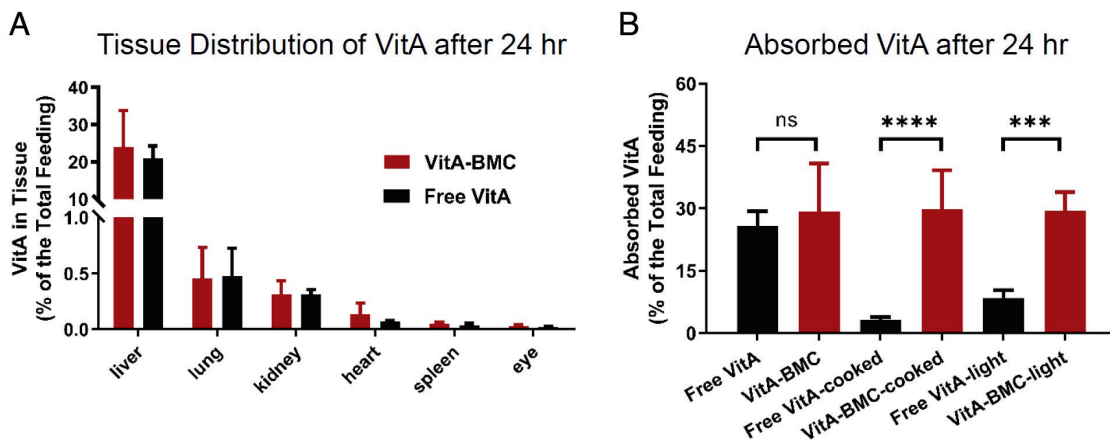 A
Tissue Distribution of VitA after 24 hr
VitA in Tissue
(% of the Total Feeding)
40
30
20
10
1.0
0.5
0.0
VitA-BMC
Free VitA
liver
lung
kidney
heart
spleen
eye
B
Absorbed VitA after 24 hr
Absorbed VitA
(% of the Total Feeding)
60
45
30
15
0
ns
****
***
Free VitA
VitA-BMC
Free VitA-cooked
VitA-BMC-cooked
Free VitA-light
VitA-BMC-light